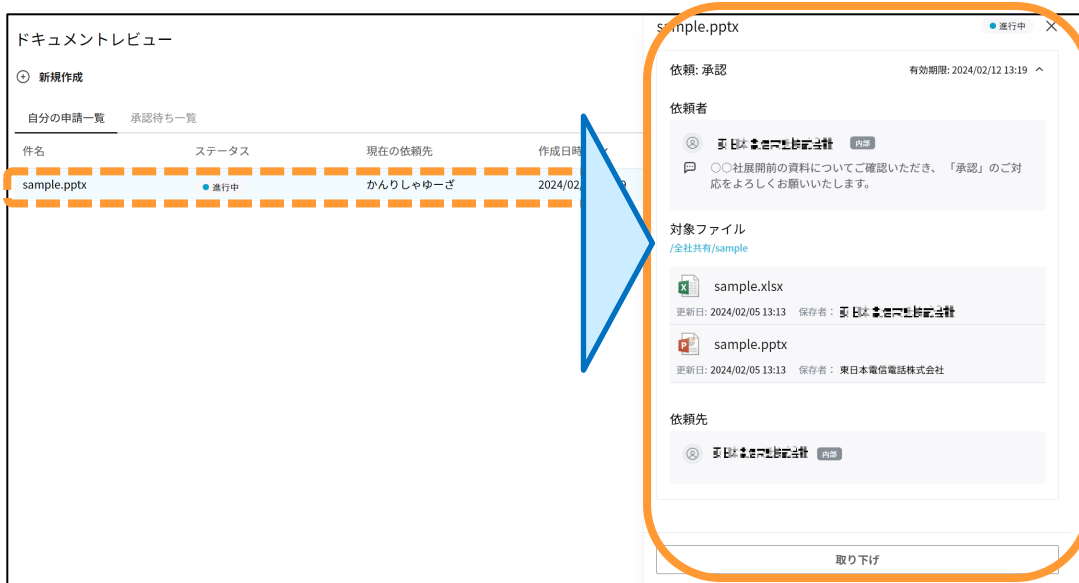 ドキュメントレビュー
新規作成
自分の申請一覧 承認待ち一覧
件名 ステータス 現在の依頼先 作成日時
sample.pptx 進行中 かんりしゃゆーざ 2024/02
sample.pptx 進行中
依頼: 承認 有効期限: 2024/02/12 13:19
依頼者
内部
○○社展開前の資料についてご確認いただき、 「承認」のご対
応をよろしくお願いいたします。
対象ファイル
/全社共有/sample
sample.xlsx
更新日: 2024/02/05 13:13 保存者：
sample.pptx
更新日: 2024/02/05 13:13 保存者： 東日本電信電話株式会社
依頼先
内部
取り下げ